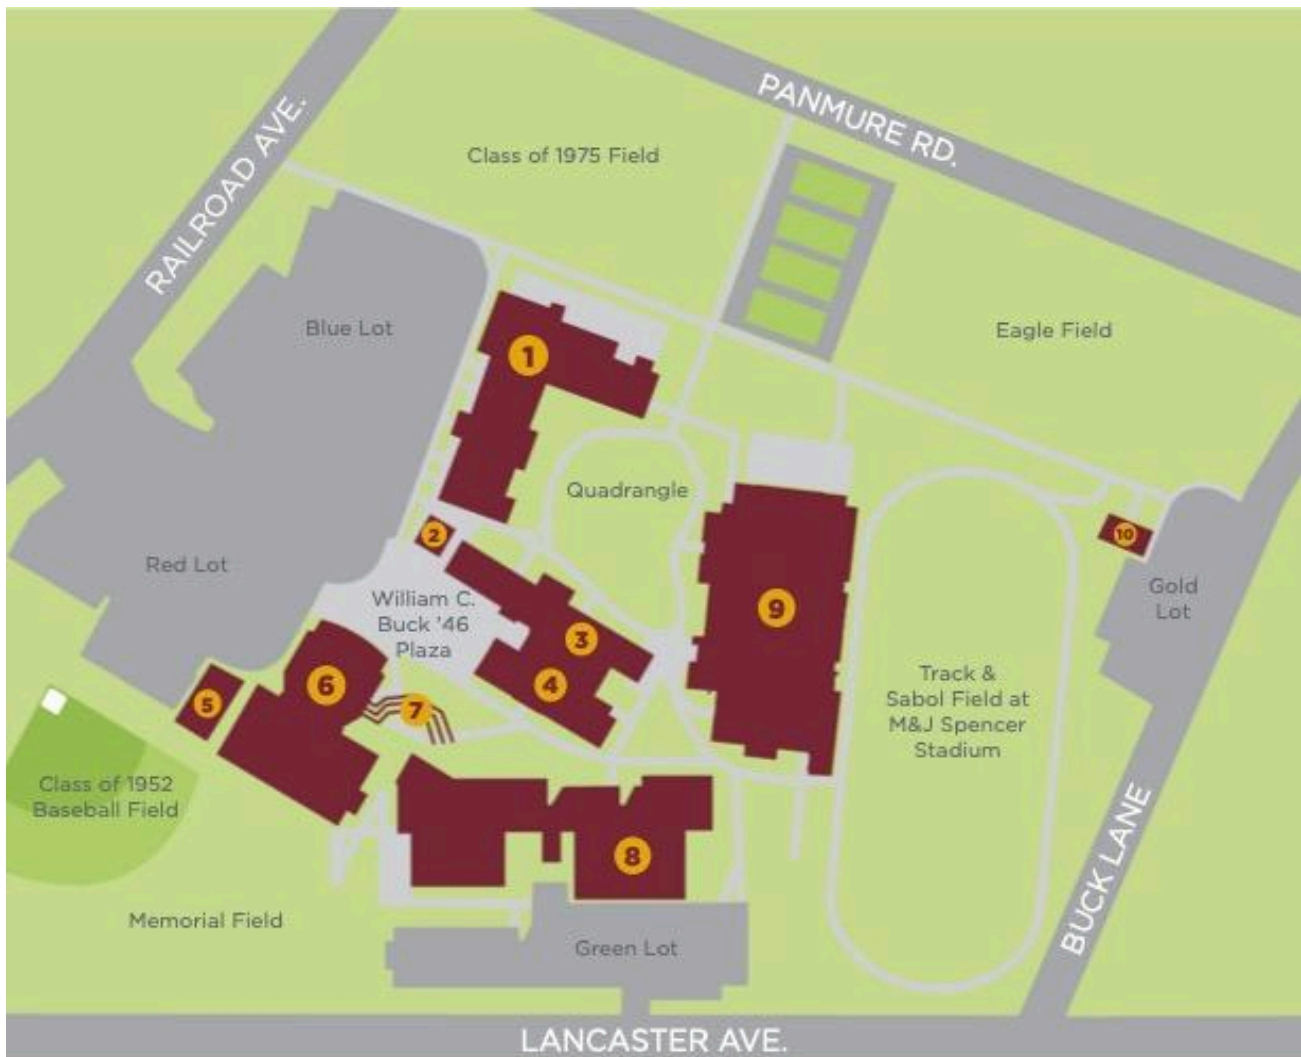 PANMURE RD.
RAILROAD AVE.
Class of 1975 Field
Blue Lot
Eagle Field
1
Quadrangle
2
10
Red Lot
Gold
Lot
William C.
Buck '46
Plaza
9
3
4
6
5
7
Track &
Sabol Field at
M&J Spencer
Stadium
Class of 1952
Baseball Field
8
BUCK LANE
Memorial Field
Green Lot
LANCASTER AVE.